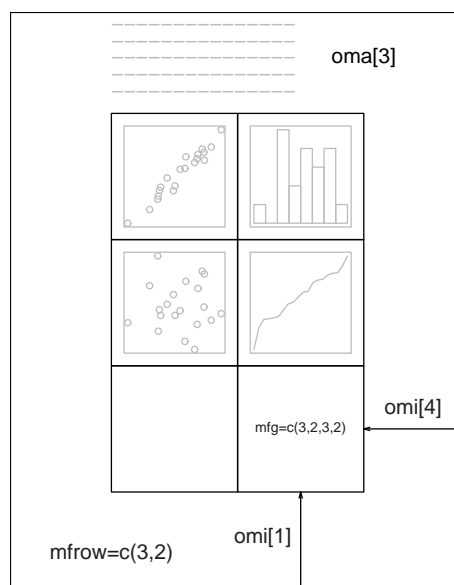 oma[3]
mfg=c(3,2,3,2)
omi[4]
omi[1]
mfrow=c(3,2)